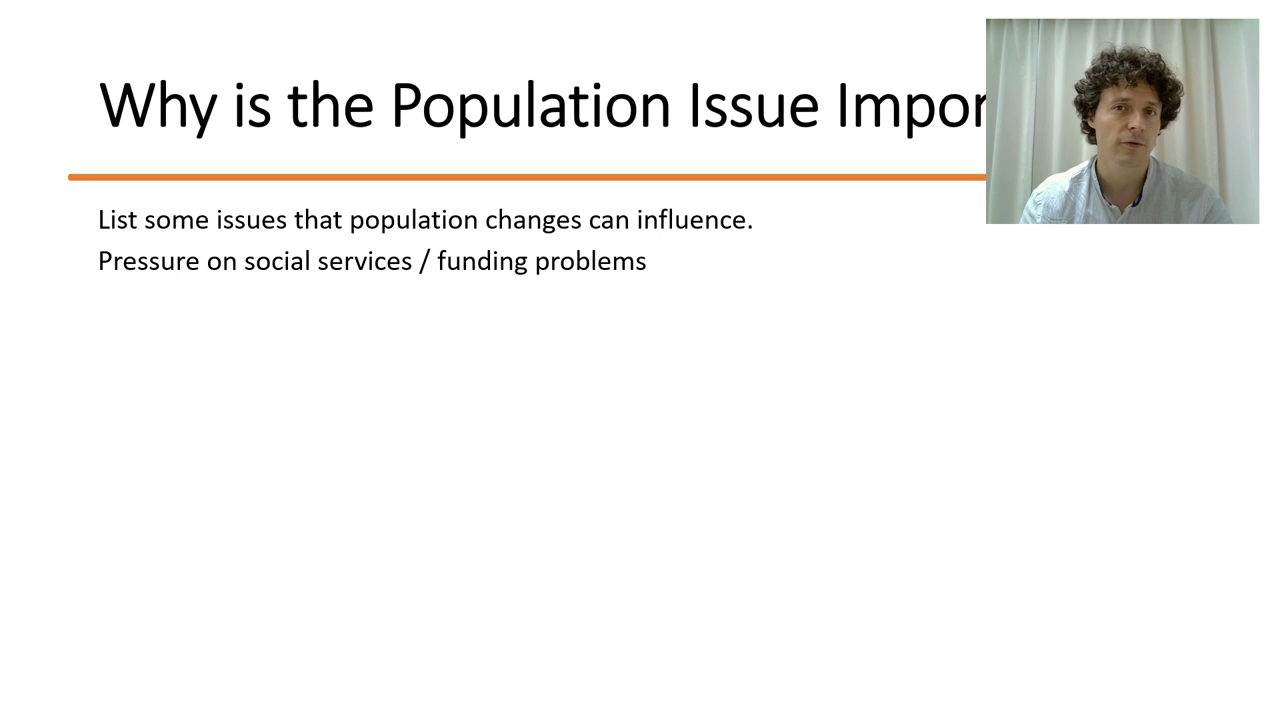 Why is the Population Issue Impor
List some issues that population changes can influence.
Pressure on social services / funding problems